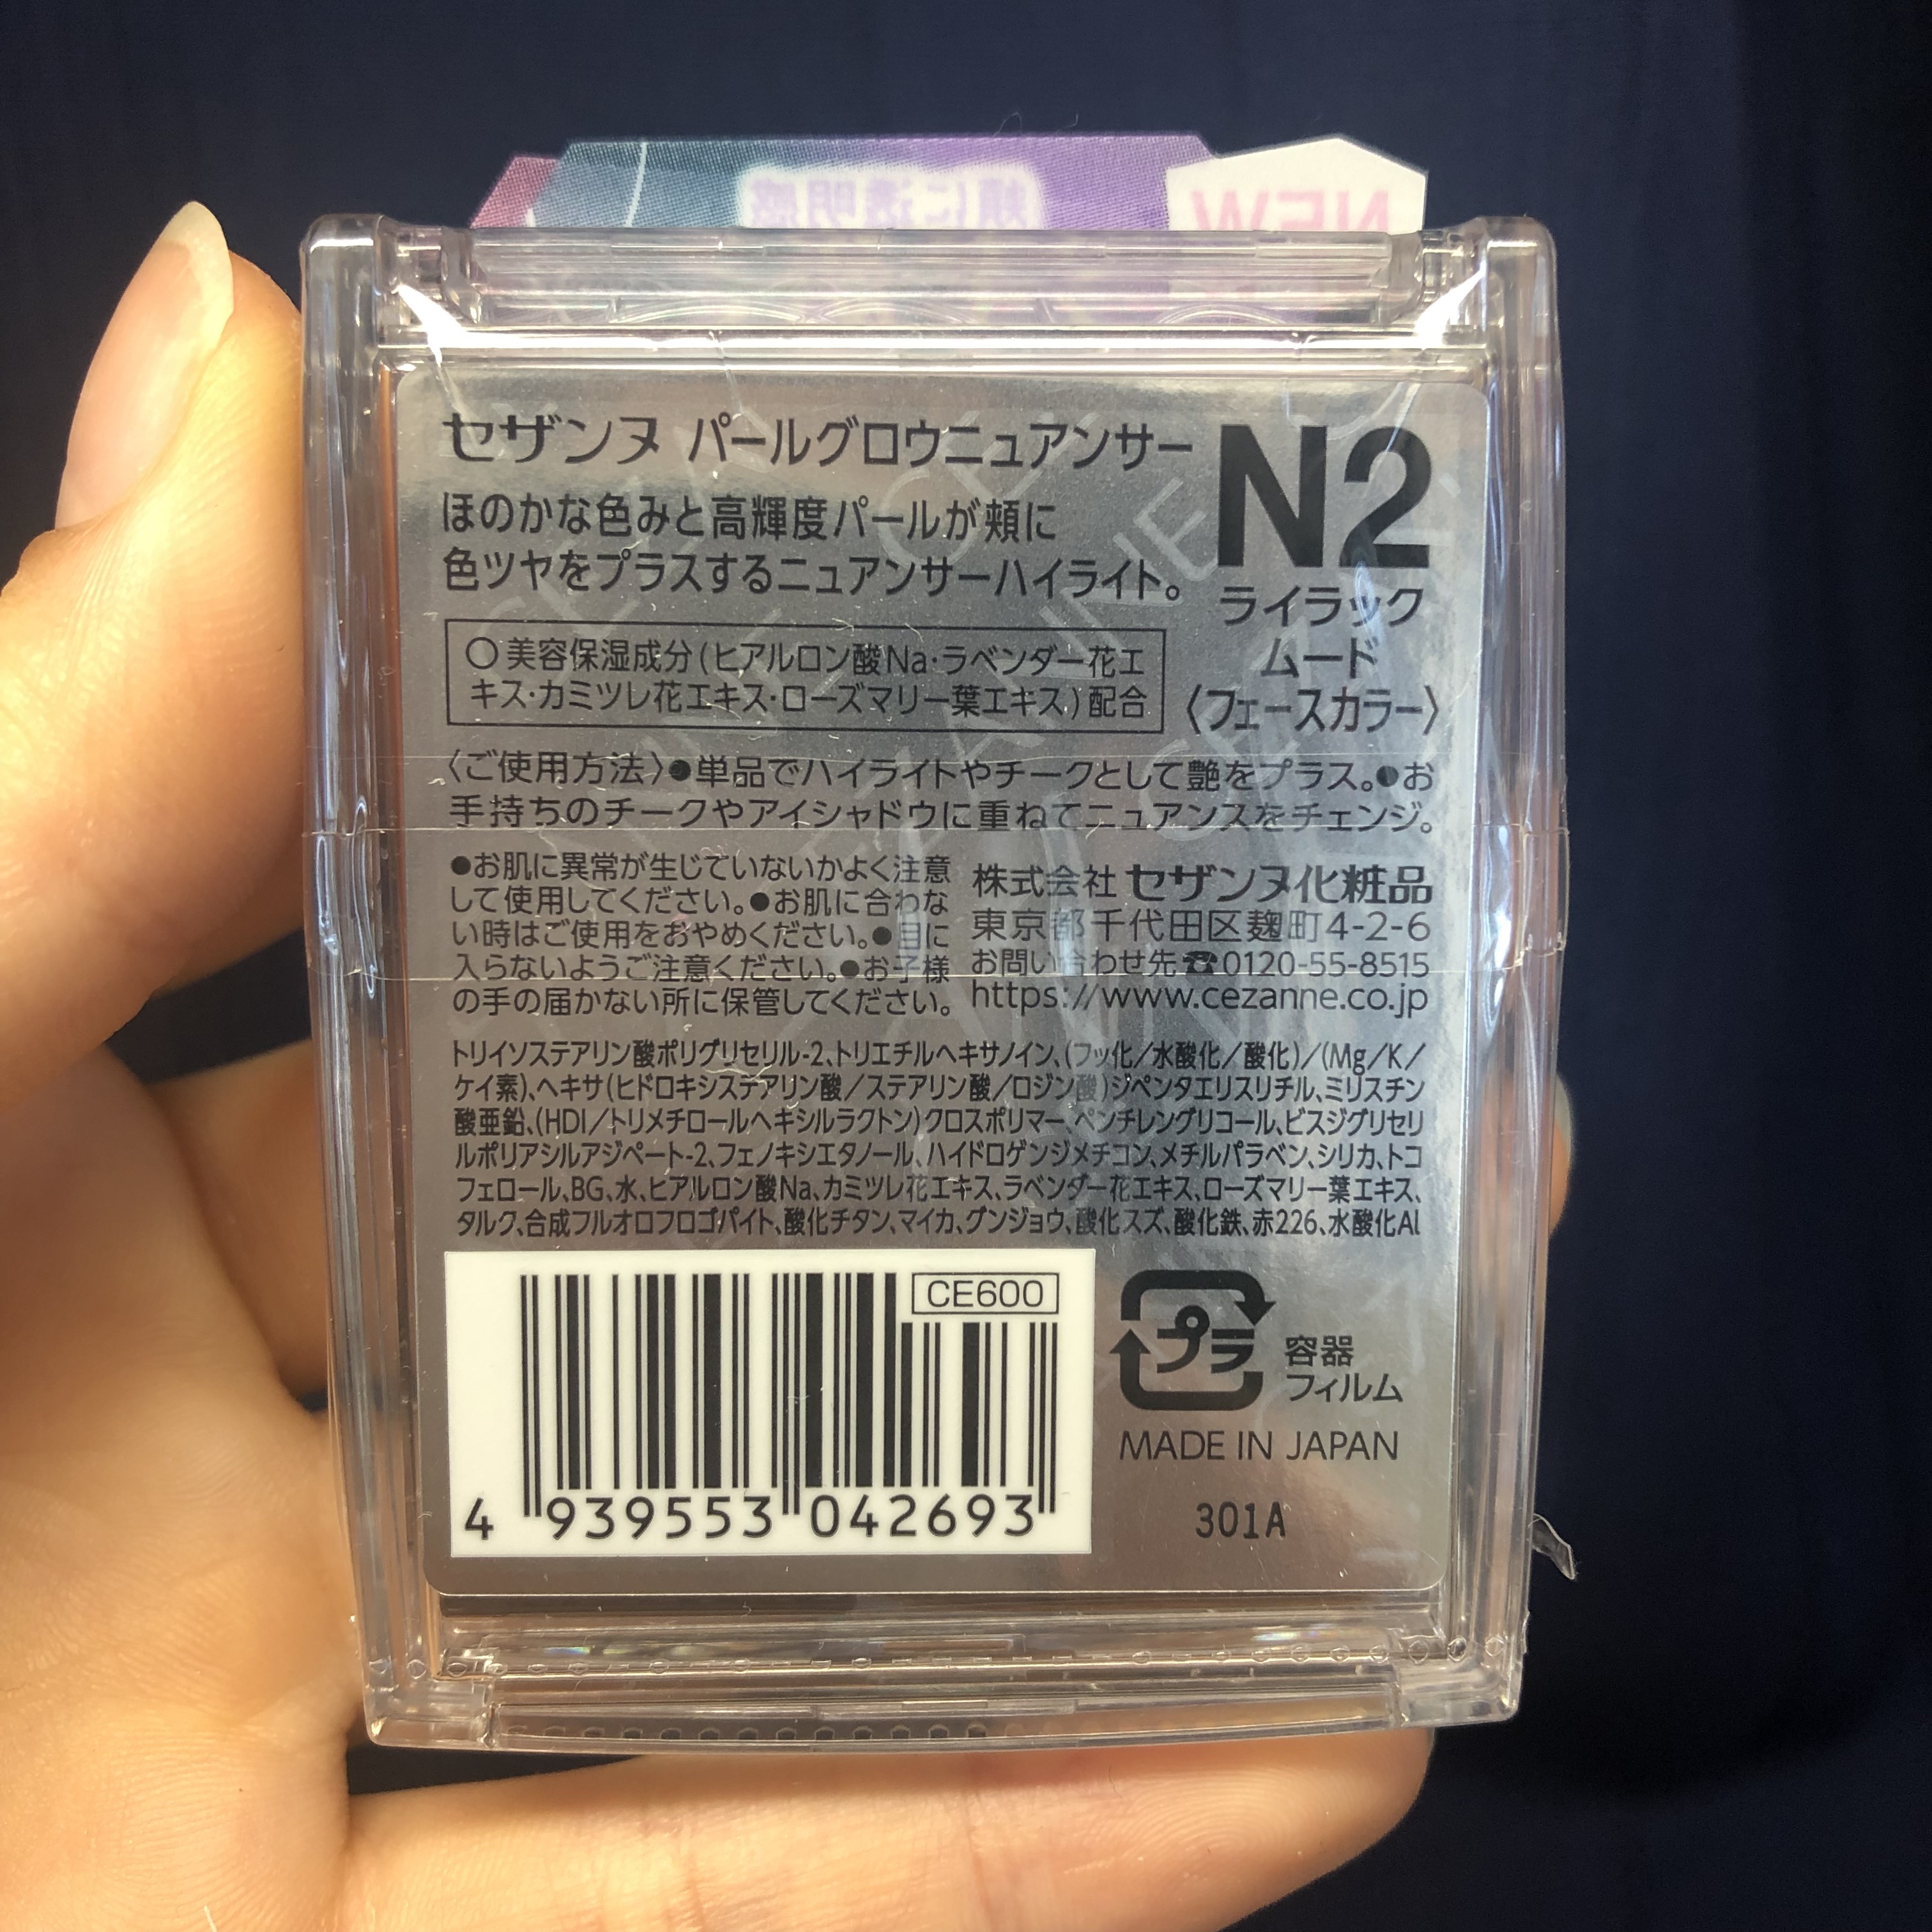 頬に透明感
NEW
セザンヌ パールグロウニュアンサー
N2
ライラック
ムード
〈フェースカラー〉
ほのかな色みと高輝度パールが頬に
色ツヤをプラスするニュアンサーハイライト。
○美容保湿成分(ヒアルロン酸Na・ラベンダー花エ
キス・カミツレ花エキス・ローズマリー葉エキス)配合
〈ご使用方法〉●単品でハイライトやチークとして艶をプラス。●お
手持ちのチークやアイシャドウに重ねてニュアンスをチェンジ。
●お肌に異常が生じていないかよく注意
して使用してください。●お肌に合わな
い時はご使用をおやめください。●目に
入らないようご注意ください。●お子様
の手の届かない所に保管してください。
株式会社 セザンヌ化粧品
東京都千代田区麹町4-2-6
お問い合わせ先☎0120-55-8515
https://www.cezanne.co.jp
トリイソステアリン酸ポリグリセリル-2、トリエチルヘキサノイン、(フッ化/水酸化/酸化)/(Mg/K/
ケイ素)、ヘキサ(ヒドロキシステアリン酸/ステアリン酸/ロジン酸)ジペンタエリスリチル、ミリスチン
酸亜鉛、(HDI/トリメチロールヘキシルラクトン)クロスポリマー、ペンチレングリコール、ビスジグリセリ
ルポリアシルアジペート-2、フェノキシエタノール、ハイドロゲンジメチコン、メチルパラベン、シリカ、トコ
フェロール、BG、水、ヒアルロン酸Na、カミツレ花エキス、ラベンダー花エキス、ローズマリー葉エキス、
タルク、合成フルオロフロゴパイト、酸化チタン、マイカ、グンジョウ、酸化スズ、酸化鉄、赤226、水酸化Al
CE600
4 939553 042693
プラ
容器
フィルム
MADE IN JAPAN
301A